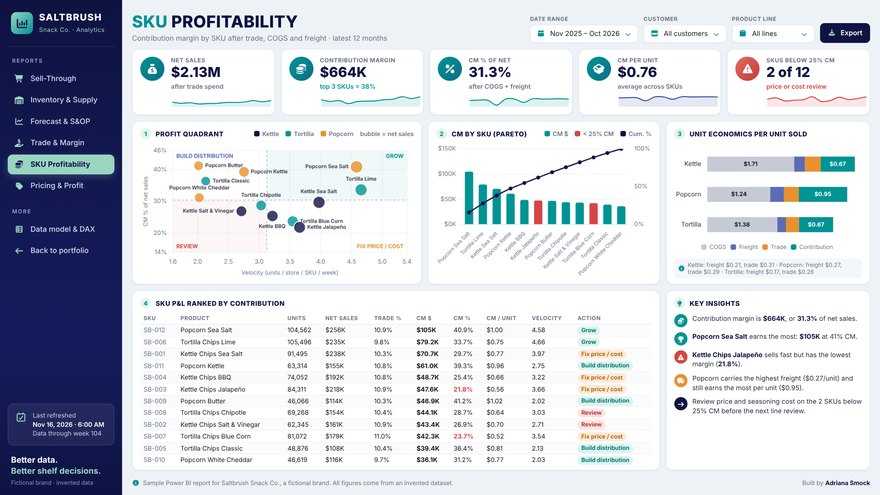 SALTBRUSH
Snack Co. · Analytics
REPORTS
Sell-Through
Inventory & Supply
Forecast & S&OP
Trade & Margin
SKU Profitability
Pricing & Profit
MORE
Data model & DAX
Back to portfolio
Last refreshed
Nov 16, 2026 · 6:00 AM
Data through week 104
Better data.
Better shelf decisions.
Fictional brand · invented data
SKU PROFITABILITY
Contribution margin by SKU after trade, COGS and freight · latest 12 months
DATE RANGE
Nov 2025 – Oct 2026
CUSTOMER
All customers
PRODUCT LINE
All lines
Export
NET SALES
$2.13M
after trade spend
CONTRIBUTION MARGIN
$664K
top 3 SKUs = 38%
CM % OF NET
31.3%
after COGS + freight
CM PER UNIT
$0.76
average across SKUs
SKUS BELOW 25% CM
2 of 12
price or cost review
1 PROFIT QUADRANT
Kettle Tortilla Popcorn bubble = net sales
46%
40%
30%
20%
14%
CM % of net sales
BUILD DISTRIBUTION
GROW
REVIEW
FIX PRICE / COST
Popcorn Butter
Popcorn Kettle
Popcorn Sea Salt
Tortilla Classic
Tortilla Lime
Popcorn White Cheddar
Tortilla Chipotle
Kettle Sea Salt
Kettle Salt & Vinegar
Tortilla Blue Corn
Kettle BBQ
Kettle Jalapeño
1.6 2.0 3.0 4.0 5.0 5.4
Velocity (units / store / SKU / week)
2 CM BY SKU (PARETO)
CM $ < 25% CM Cum. %
$150K
$100K
$50K
$0K
100%
50%
0%
Popcorn Sea Salt
Tortilla Lime
Kettle Sea Salt
Popcorn Kettle
Kettle BBQ
Kettle Jalapeño
Popcorn Butter
Tortilla Chipotle
Kettle Salt & Vinegar
Tortilla Blue Corn
Tortilla Classic
Popcorn White Cheddar
3 UNIT ECONOMICS PER UNIT SOLD
Kettle $1.71 $0.67
Popcorn $1.24 $0.95
Tortilla $1.38 $0.67
COGS Freight Trade Contribution
Kettle: freight $0.21, trade $0.31 · Popcorn: freight $0.27,
trade $0.29 · Tortilla: freight $0.17, trade $0.26
4 SKU P&L RANKED BY CONTRIBUTION
SKU PRODUCT UNITS NET SALES TRADE % CM $ CM % CM / UNIT VELOCITY ACTION
SB-012 Popcorn Sea Salt 104,562 $256K 10.9% $105K 40.9% $1.00 4.58 Grow
SB-006 Tortilla Chips Lime 105,496 $235K 9.8% $79.2K 33.7% $0.75 4.66 Grow
SB-001 Kettle Chips Sea Salt 91,495 $238K 10.3% $70.7K 29.7% $0.77 3.97 Fix price / cost
SB-011 Popcorn Kettle 63,314 $155K 10.8% $61.0K 39.3% $0.96 2.75 Build distribution
SB-004 Kettle Chips BBQ 74,052 $192K 10.8% $48.7K 25.4% $0.66 3.22 Fix price / cost
SB-003 Kettle Chips Jalapeño 84,311 $218K 10.9% $47.6K 21.8% $0.56 3.66 Fix price / cost
SB-009 Popcorn Butter 46,066 $114K 10.3% $46.9K 41.2% $1.02 2.02 Build distribution
SB-008 Tortilla Chips Chipotle 69,268 $154K 10.4% $44.1K 28.7% $0.64 3.03 Review
SB-002 Kettle Chips Salt & Vinegar 62,345 $161K 10.9% $43.4K 26.9% $0.70 2.71 Review
SB-007 Tortilla Chips Blue Corn 81,072 $179K 11.0% $42.3K 23.7% $0.52 3.54 Fix price / cost
SB-005 Tortilla Chips Classic 48,876 $108K 10.4% $39.4K 36.4% $0.81 2.13 Build distribution
SB-010 Popcorn White Cheddar 46,619 $116K 9.7% $36.1K 31.2% $0.77 2.03 Build distribution
KEY INSIGHTS
Contribution margin is $664K, or 31.3% of net sales.
Popcorn Sea Salt earns the most: $105K at 41% CM.
Kettle Chips Jalapeño sells fast but has the lowest
margin (21.8%).
Popcorn carries the highest freight ($0.27/unit) and
still earns the most per unit ($0.95).
Review price and seasoning cost on the 2 SKUs below
25% CM before the next line review.
Sample Power BI report for Saltbrush Snack Co., a fictional brand. All figures come from an invented dataset.
Built by Adriana Smock